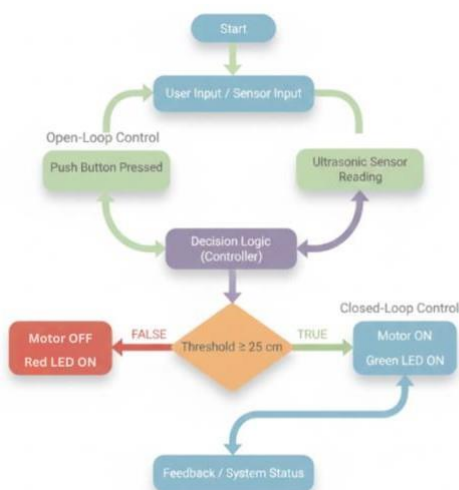 Start
User Input / Sensor Input
Open-Loop Control
Push Button Pressed
Ultrasonic Sensor
Reading
Decision Logic
(Controller)
Closed-Loop Control
Motor OFF
Red LED ON
FALSE
Threshold ≥ 25 cm
TRUE
Motor ON
Green LED ON
Feedback / System Status